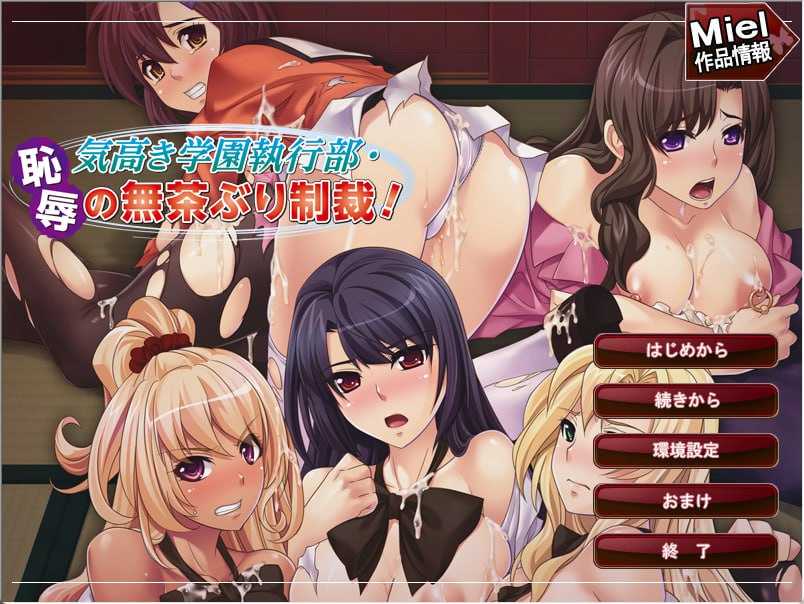 Miel
作品情報
気高き学園執行部・
恥辱の無茶ぶり制裁!
はじめから
続きから
環境設定
おまけ
終 了